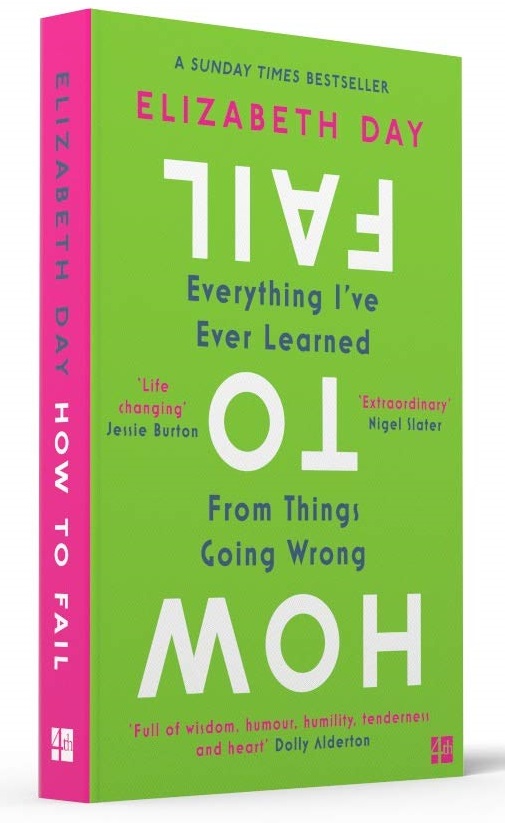 ELIZABETH DAY HOW TO FAIL
4th
A SUNDAY TIMES BESTSELLER
ELIZABETH DAY
FAIL
Everything I've
Ever Learned
'Life
changing'
Jessie Burton
TO
'Extraordinary'
Nigel Slater
From Things
Going Wrong
HOW
'Full of wisdom, humour, humility, tenderness
and heart' Dolly Alderton
4th